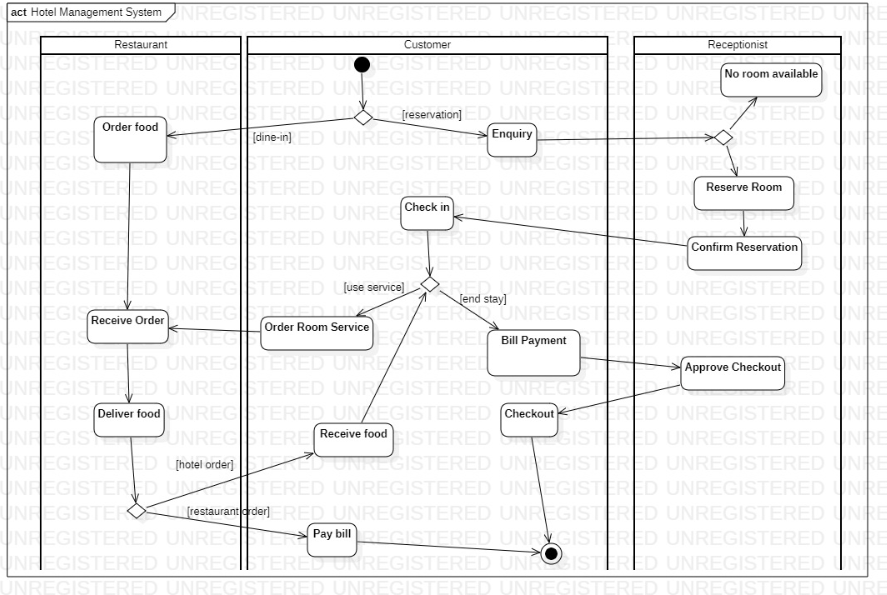 act Hotel Management System
Restaurant
Customer
Receptionist
No room available
[reservation]
Order food
Enquiry
[dine-in]
Reserve Room
Check in
Confirm Reservation
[use service]
[end stay]
Receive Order
Order Room Service
Bill Payment
Approve Checkout
Deliver food
Checkout
Receive food
[hotel order]
[restaurant order]
Pay bill
UNREGISTERED